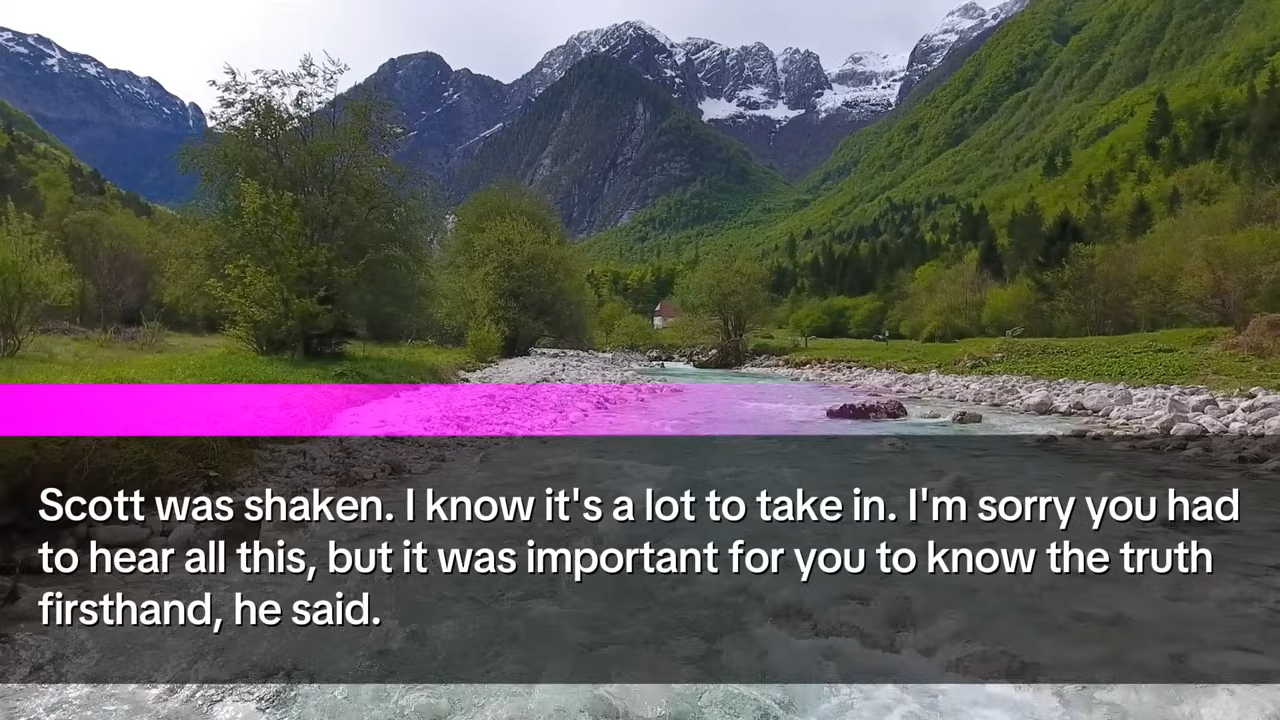 Scott was shaken. I know it's a lot to take in. I'm sorry you had
to hear all this, but it was important for you to know the truth
firsthand, he said.